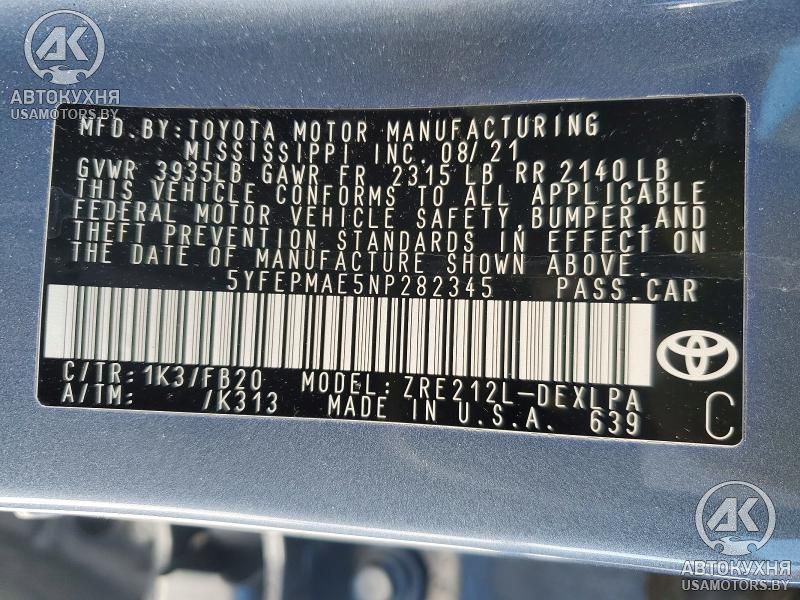 AK
АВТОКУХНЯ
USAMOTORS.BY
MFD.BY:TOYOTA MOTOR MANUFACTURING
MISSISSIPPI INC. 08/21
GVWR 3935LB GAWR FR 2315 LB RR 2140LB
THIS VEHICLE CONFORMS TO ALL APPLICABLE
FEDERAL MOTOR VEHICLE SAFETY,BUMPER,AND
THEFT PREVENTION STANDARDS IN EFFECT ON
THE DATE OF MANUFACTURE SHOWN ABOVE.
5YFEPMAE5NP282345 PASS.CAR
C/TR: 1K3/FB20 MODEL: ZRE212L-DEXLPA
A/TM: /K313 MADE IN U.S.A. 639 C
AK
АВТОКУХНЯ
USAMOTORS.BY